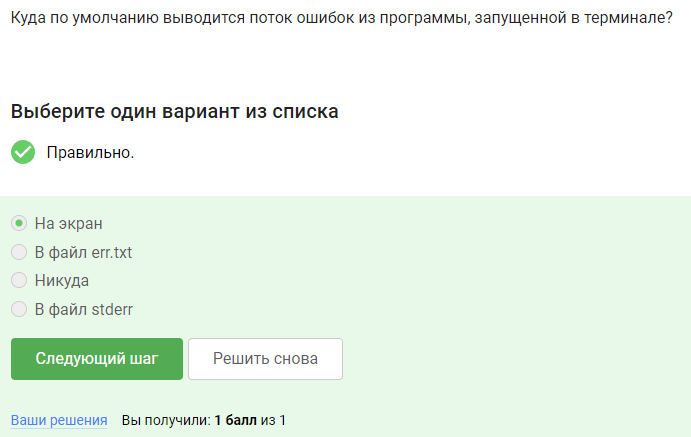 Куда по умолчанию выводится поток ошибок из программы, запущенной в терминале?
Выберите один вариант из списка
Правильно.
На экран
В файл err.txt
Никуда
В файл stderr
Следующий шаг
Решить снова
Ваши решения Вы получили: 1 балл из 1